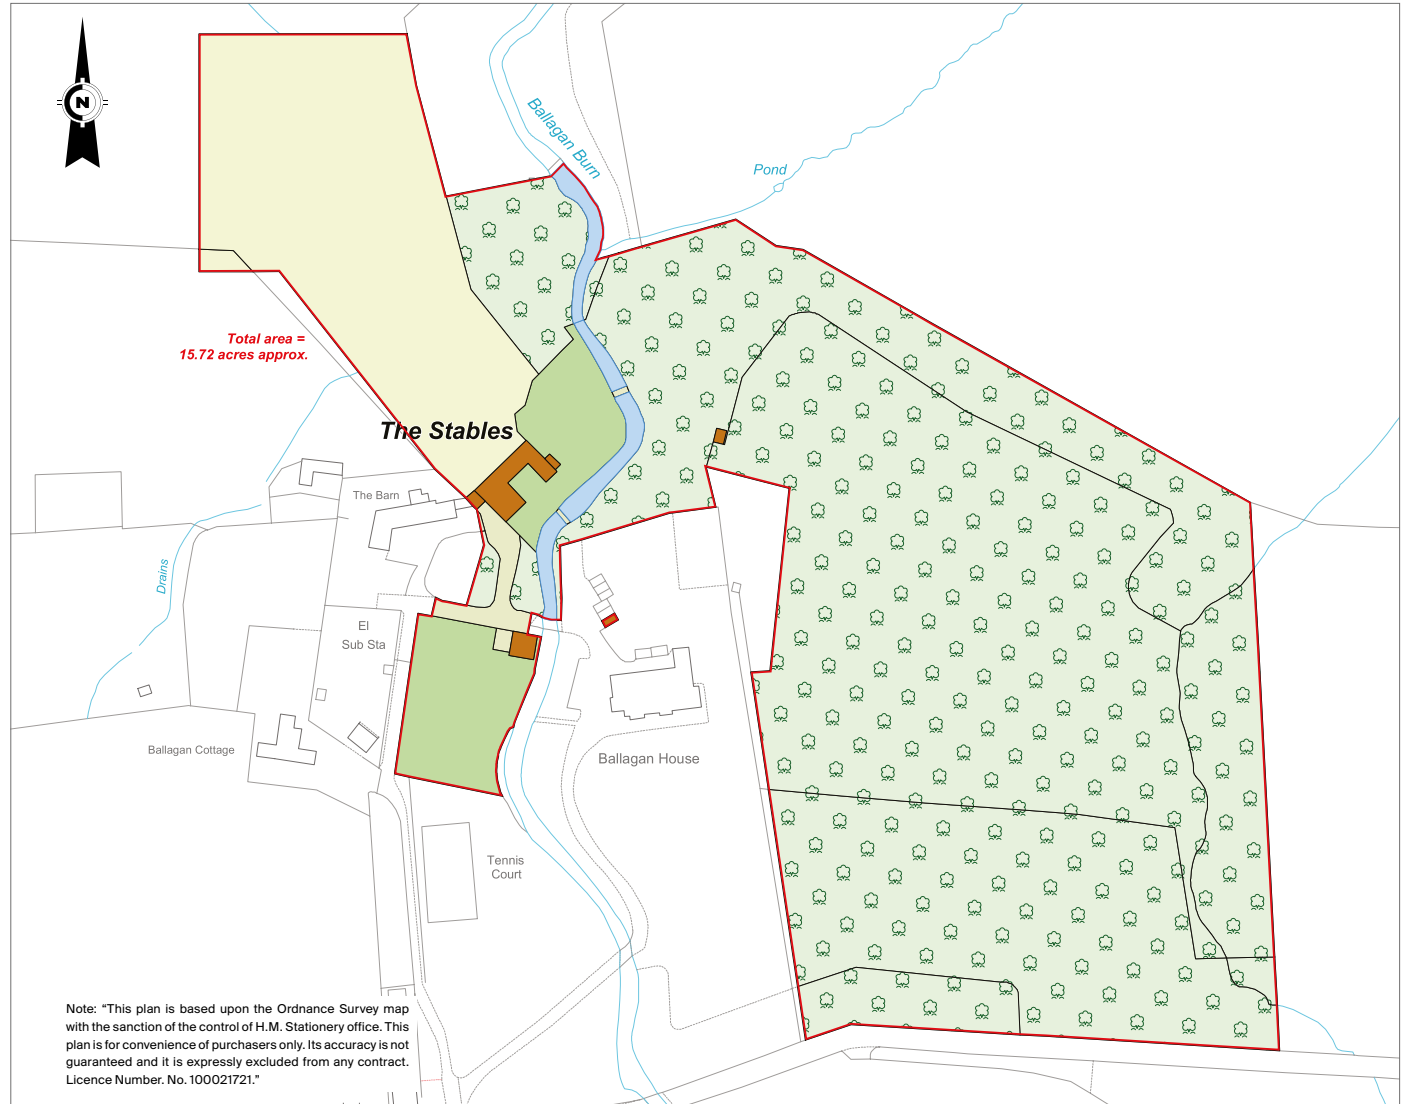 N
Ballagan Burn
Pond
Total area =
15.72 acres approx.
The Stables
The Barn
Drains
El
Sub Sta
Ballagan Cottage
Ballagan House
Tennis
Court
Note: “This plan is based upon the Ordnance Survey map
with the sanction of the control of H.M. Stationery office. This
plan is for convenience of purchasers only. Its accuracy is not
guaranteed and it is expressly excluded from any contract.
Licence Number. No. 100021721.”